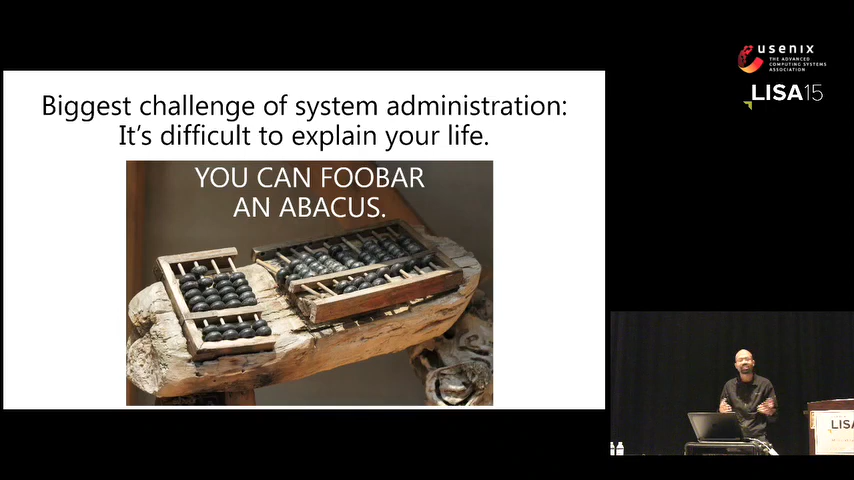 usenix
THE ADVANCED
COMPUTING SYSTEMS
ASSOCIATION
LISA15
Biggest challenge of system administration:
It's difficult to explain your life.
YOU CAN FOOBAR
AN ABACUS.
LISA